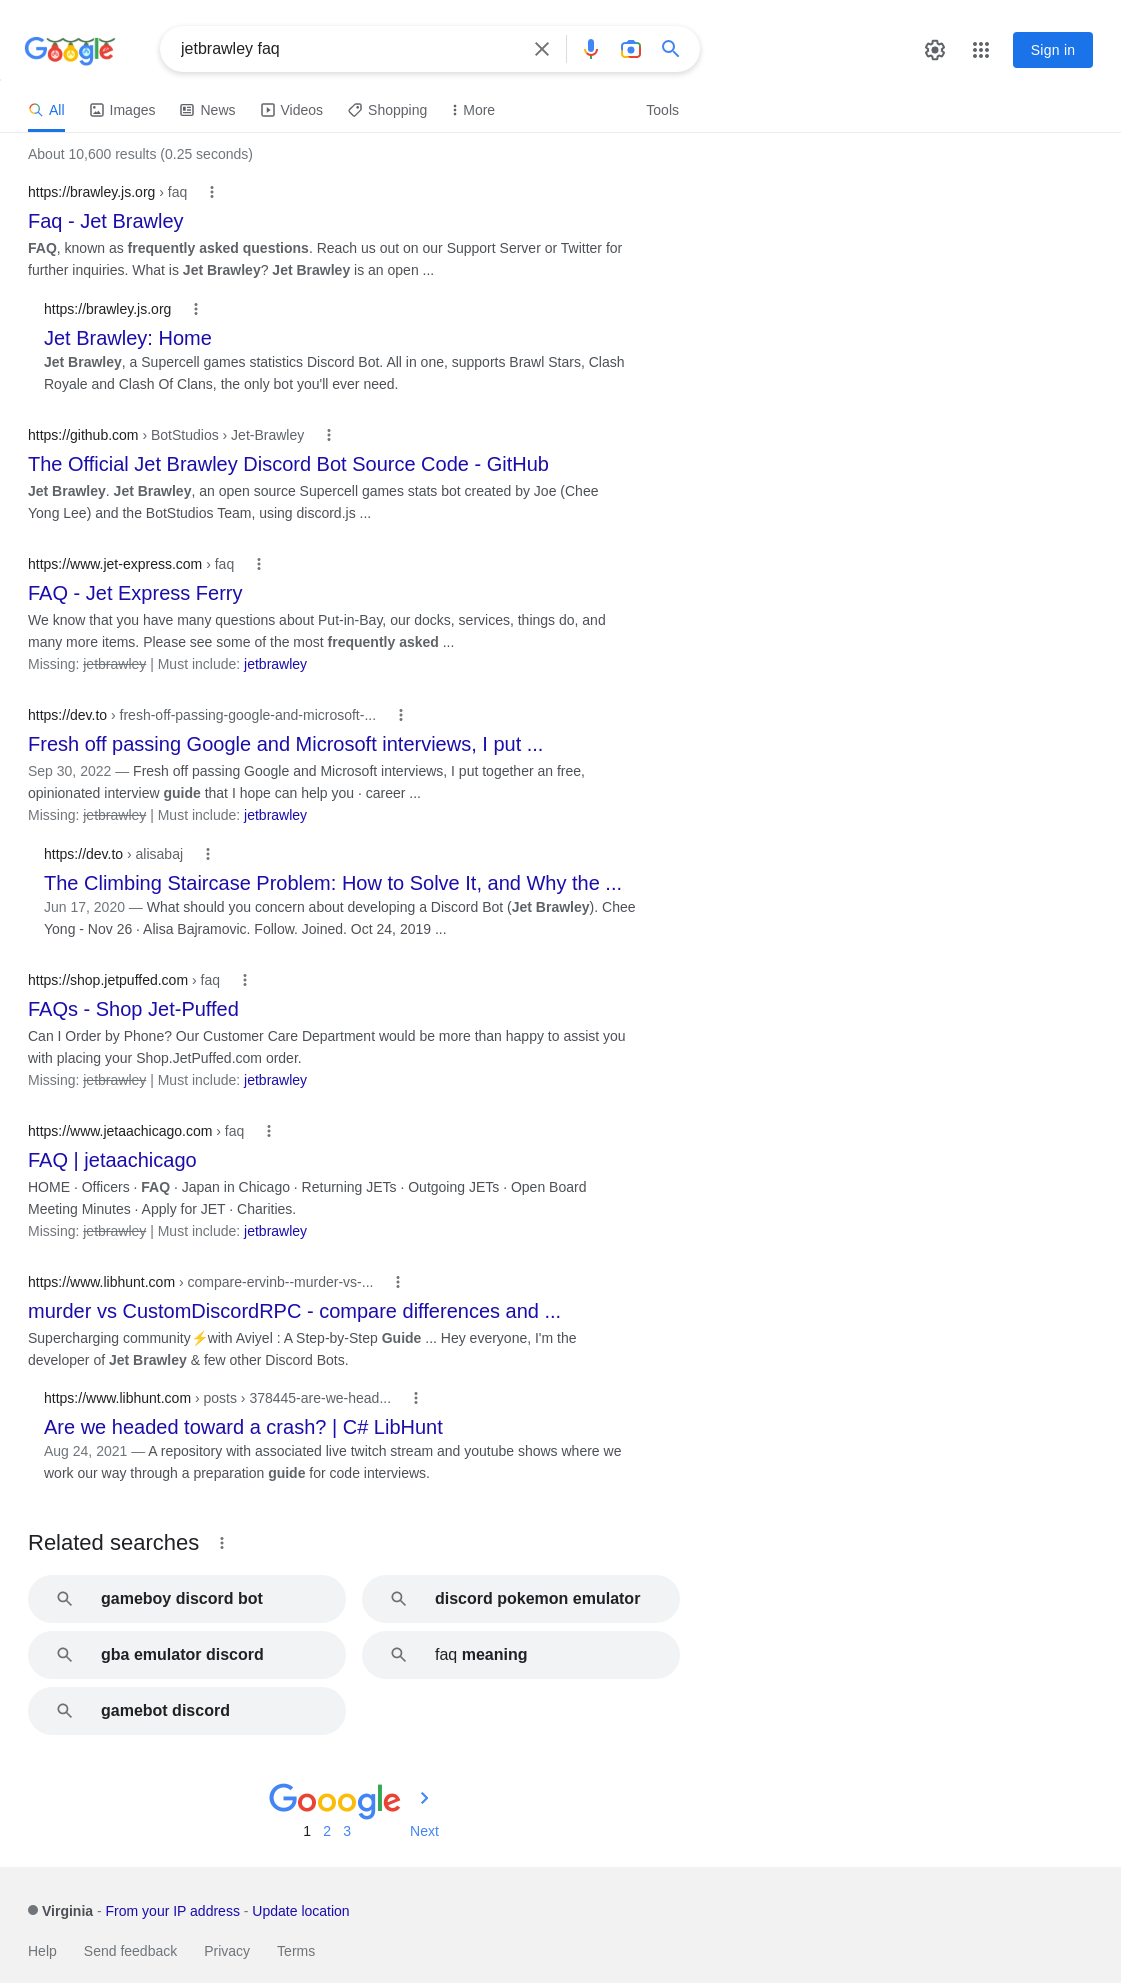 Google
jetbrawley faq
Sign in
All
Images
News
Videos
Shopping
More
Tools
About 10,600 results (0.25 seconds)
https://brawley.js.org › faq
Faq - Jet Brawley
FAQ, known as frequently asked questions. Reach us out on our Support Server or Twitter for
further inquiries. What is Jet Brawley? Jet Brawley is an open ...
https://brawley.js.org
Jet Brawley: Home
Jet Brawley, a Supercell games statistics Discord Bot. All in one, supports Brawl Stars, Clash
Royale and Clash Of Clans, the only bot you'll ever need.
https://github.com › BotStudios › Jet-Brawley
The Official Jet Brawley Discord Bot Source Code - GitHub
Jet Brawley. Jet Brawley, an open source Supercell games stats bot created by Joe (Chee
Yong Lee) and the BotStudios Team, using discord.js ...
https://www.jet-express.com › faq
FAQ - Jet Express Ferry
We know that you have many questions about Put-in-Bay, our docks, services, things do, and
many more items. Please see some of the most frequently asked ...
Missing: jetbrawley | Must include: jetbrawley
https://dev.to › fresh-off-passing-google-and-microsoft-...
Fresh off passing Google and Microsoft interviews, I put ...
Sep 30, 2022 — Fresh off passing Google and Microsoft interviews, I put together an free,
opinionated interview guide that I hope can help you · career ...
Missing: jetbrawley | Must include: jetbrawley
https://dev.to › alisabaj
The Climbing Staircase Problem: How to Solve It, and Why the ...
Jun 17, 2020 — What should you concern about developing a Discord Bot (Jet Brawley). Chee
Yong - Nov 26 · Alisa Bajramovic. Follow. Joined. Oct 24, 2019 ...
https://shop.jetpuffed.com › faq
FAQs - Shop Jet-Puffed
Can I Order by Phone? Our Customer Care Department would be more than happy to assist you
with placing your Shop.JetPuffed.com order.
Missing: jetbrawley | Must include: jetbrawley
https://www.jetaachicago.com › faq
FAQ | jetaachicago
HOME · Officers · FAQ · Japan in Chicago · Returning JETs · Outgoing JETs · Open Board
Meeting Minutes · Apply for JET · Charities.
Missing: jetbrawley | Must include: jetbrawley
https://www.libhunt.com › compare-ervinb--murder-vs-...
murder vs CustomDiscordRPC - compare differences and ...
Supercharging community⚡with Aviyel : A Step-by-Step Guide ... Hey everyone, I'm the
developer of Jet Brawley & few other Discord Bots.
https://www.libhunt.com › posts › 378445-are-we-head...
Are we headed toward a crash? | C# LibHunt
Aug 24, 2021 — A repository with associated live twitch stream and youtube shows where we
work our way through a preparation guide for code interviews.
Related searches
gameboy discord bot
discord pokemon emulator
gba emulator discord
faq meaning
gamebot discord
Gooogle
1 2 3 Next
Virginia - From your IP address - Update location
Help Send feedback Privacy Terms